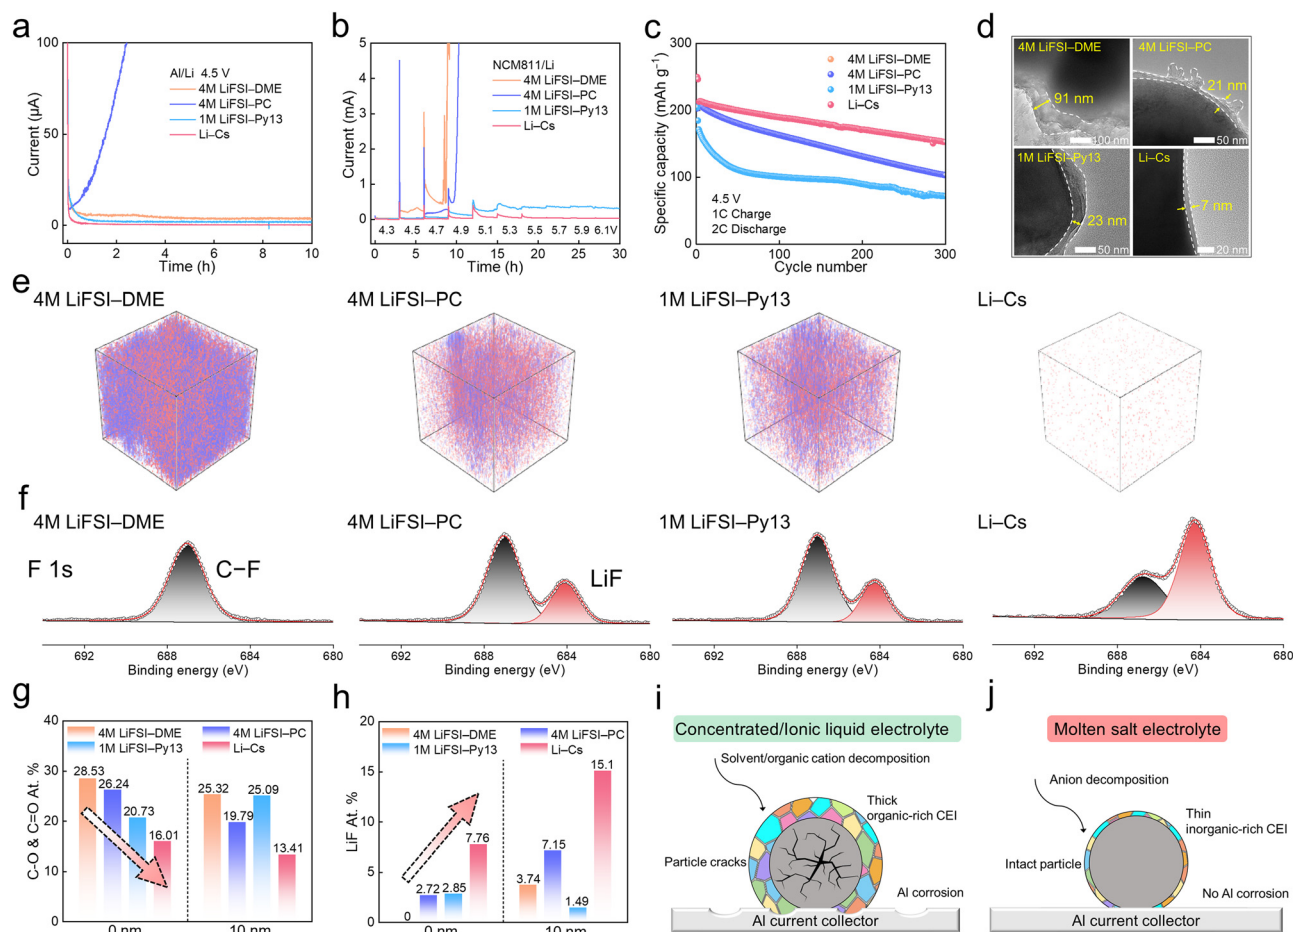 a
100
50
0
Current (µA)
Al/Li 4.5 V
4M LiFSI–DME
4M LiFSI–PC
1M LiFSI–Py13
Li–Cs
0 2 4 6 8 10
Time (h)
b
5
4
3
2
1
0
Current (mA)
NCM811/Li
4M LiFSI–DME
4M LiFSI–PC
1M LiFSI–Py13
Li–Cs
4.3 4.5 4.7 4.9 5.1 5.3 5.5 5.7 5.9 6.1V
0 5 10 15 20 25 30
Time (h)
c
300
200
100
0
Specific capacity (mAh g⁻¹)
4M LiFSI–DME
4M LiFSI–PC
1M LiFSI–Py13
Li–Cs
4.5 V
1C Charge
2C Discharge
0 100 200 300
Cycle number
d
4M LiFSI–DME
91 nm
100 nm
4M LiFSI–PC
21 nm
50 nm
1M LiFSI–Py13
23 nm
50 nm
Li–Cs
7 nm
20 nm
e
4M LiFSI–DME
4M LiFSI–PC
1M LiFSI–Py13
Li–Cs
f
4M LiFSI–DME
4M LiFSI–PC
1M LiFSI–Py13
Li–Cs
F 1s
C–F
LiF
692 688 684 680
Binding energy (eV)
692 688 684 680
Binding energy (eV)
692 688 684 680
Binding energy (eV)
692 688 684 680
Binding energy (eV)
g
40
30
20
10
0
C-O & C=O At. %
4M LiFSI–DME
4M LiFSI–PC
1M LiFSI–Py13
Li–Cs
28.53
26.24
20.73
16.01
25.32
19.79
25.09
13.41
0 nm
10 nm
h
20
15
10
5
0
LiF At. %
4M LiFSI–DME
4M LiFSI–PC
1M LiFSI–Py13
Li–Cs
0
2.72
2.85
7.76
3.74
7.15
1.49
15.1
0 nm
10 nm
i
Concentrated/Ionic liquid electrolyte
Solvent/organic cation decomposition
Thick
organic-rich CEI
Particle cracks
Al corrosion
Al current collector
j
Molten salt electrolyte
Anion decomposition
Thin
inorganic-rich CEI
Intact particle
No Al corrosion
Al current collector